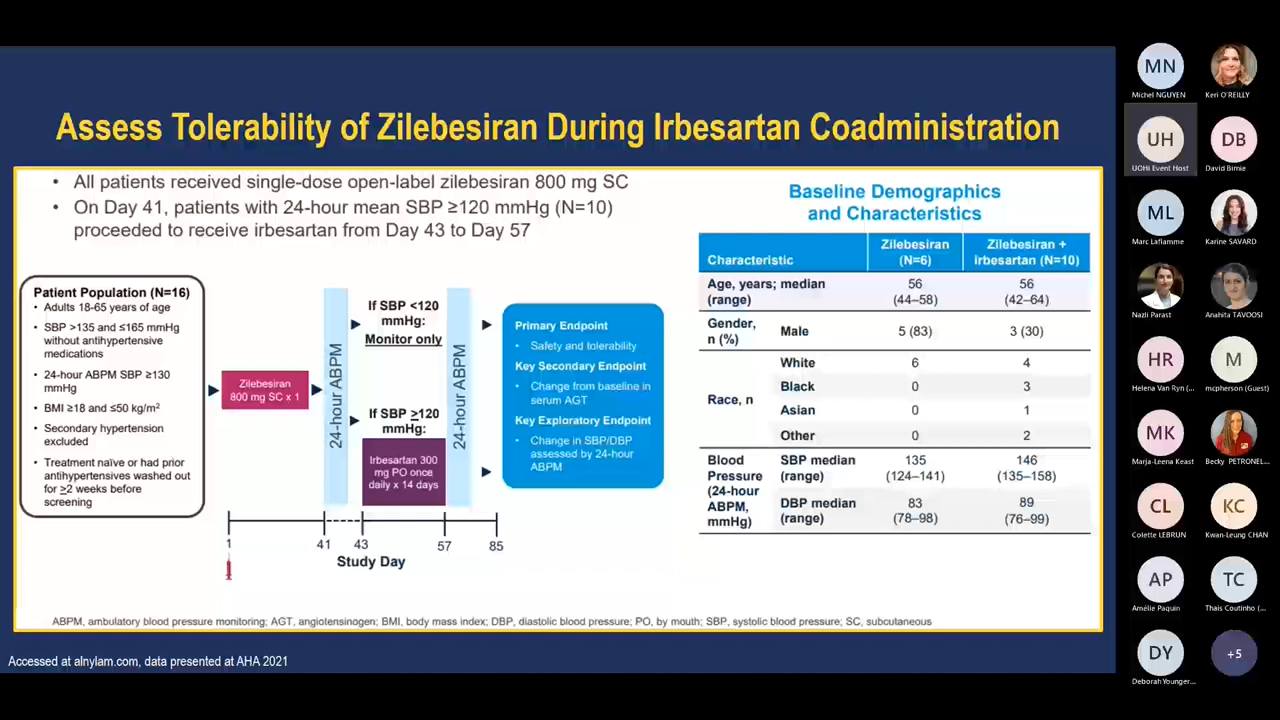 Assess Tolerability of Zilebesiran During Irbesartan Coadministration
• All patients received single-dose open-label zilebesiran 800 mg SC
• On Day 41, patients with 24-hour mean SBP ≥120 mmHg (N=10)
proceeded to receive irbesartan from Day 43 to Day 57
Patient Population (N=16)
• Adults 18-65 years of age
• SBP >135 and ≤165 mmHg
without antihypertensive
medications
• 24-hour ABPM SBP ≥130
mmHg
• BMI ≥18 and ≤50 kg/m²
• Secondary hypertension
excluded
• Treatment naïve or had prior
antihypertensives washed out
for ≥2 weeks before
screening
Zilebesiran
800 mg SC x 1
24-hour ABPM
If SBP <120
mmHg:
Monitor only
If SBP ≥120
mmHg:
Irbesartan 300
mg PO once
daily x 14 days
24-hour ABPM
Primary Endpoint
• Safety and tolerability
Key Secondary Endpoint
• Change from baseline in
serum AGT
Key Exploratory Endpoint
• Change in SBP/DBP
assessed by 24-hour
ABPM
1 41 43 57 85
Study Day
Baseline Demographics
and Characteristics
Characteristic Zilebesiran (N=6) Zilebesiran + irbesartan (N=10)
Age, years; median (range) 56 (44–58) 56 (42–64)
Gender, n (%) Male 5 (83) 3 (30)
Race, n White 6 4
Black 0 3
Asian 0 1
Other 0 2
Blood Pressure (24-hour ABPM, mmHg) SBP median (range) 135 (124–141) 146 (135–158)
DBP median (range) 83 (78–98) 89 (76–99)
ABPM, ambulatory blood pressure monitoring; AGT, angiotensinogen; BMI, body mass index; DBP, diastolic blood pressure; PO, by mouth; SBP, systolic blood pressure; SC, subcutaneous
Accessed at alnylam.com, data presented at AHA 2021
MN
Michel NGUYEN
Keri O'REILLY
UH
UOHI Event Host
DB
David Birnie
ML
Marc Laflamme
Karine SAVARD
Nazli Parast
Anahita TAVOOSI
HR
Helena Van Ryn (...
M
mcpherson (Guest)
MK
Marja-Leena Keast
Becky PETRONEL...
CL
Colette LEBRUN
KC
Kwan-Leung CHAN
AP
Amélie Paquin
TC
Thais Coutinho (...
DY
Deborah Younger...
+5